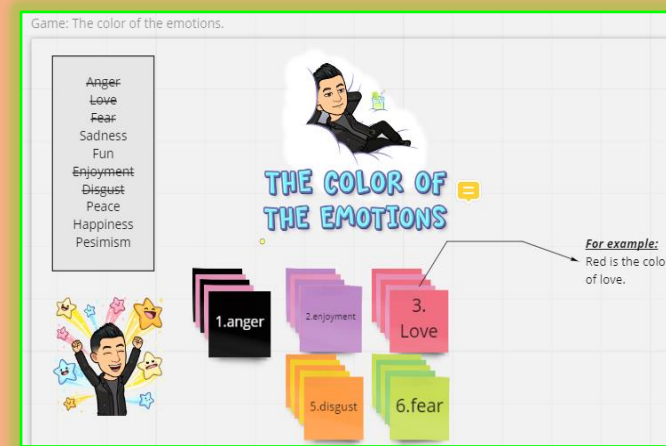 Game: The color of the emotions.
Anger
Love
Fear
Sadness
Fun
Enjoyment
Disgust
Peace
Happiness
Pesimism
THE COLOR OF
THE EMOTIONS
For example:
Red is the colo
of love.
1.anger
2.enjoyment
3.
Love
5.disgust
6.fear